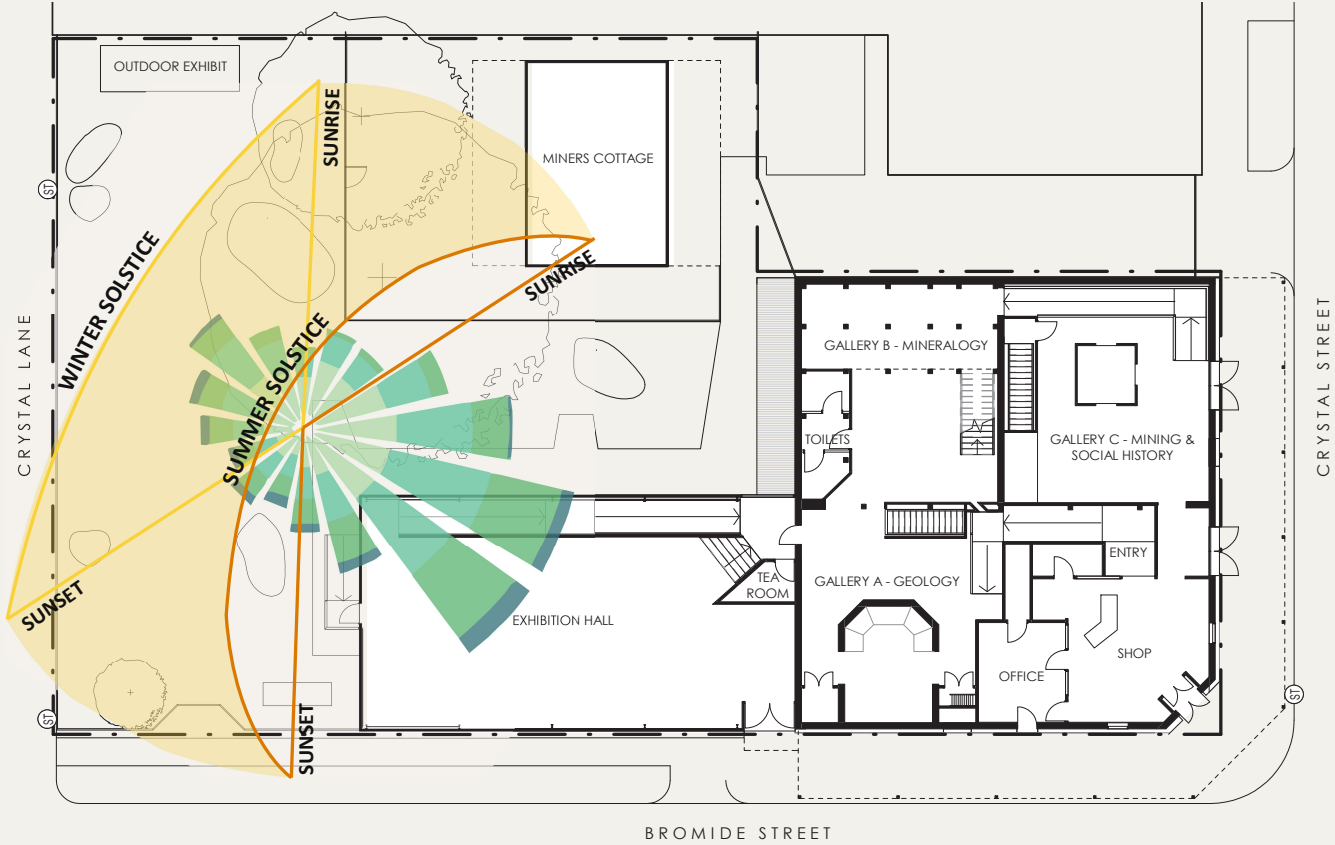 OUTDOOR EXHIBIT
SUNRISE
MINERS COTTAGE
ST
WINTER SOLSTICE
SUNRISE
SUMMER SOLSTICE
CRYSTAL LANE
CRYSTAL STREET
GALLERY B - MINERALOGY
TOILETS
GALLERY C - MINING &
SOCIAL HISTORY
ENTRY
TEA
ROOM
GALLERY A - GEOLOGY
SUNSET
EXHIBITION HALL
SHOP
OFFICE
ST
ST
SUNSET
BROMIDE STREET